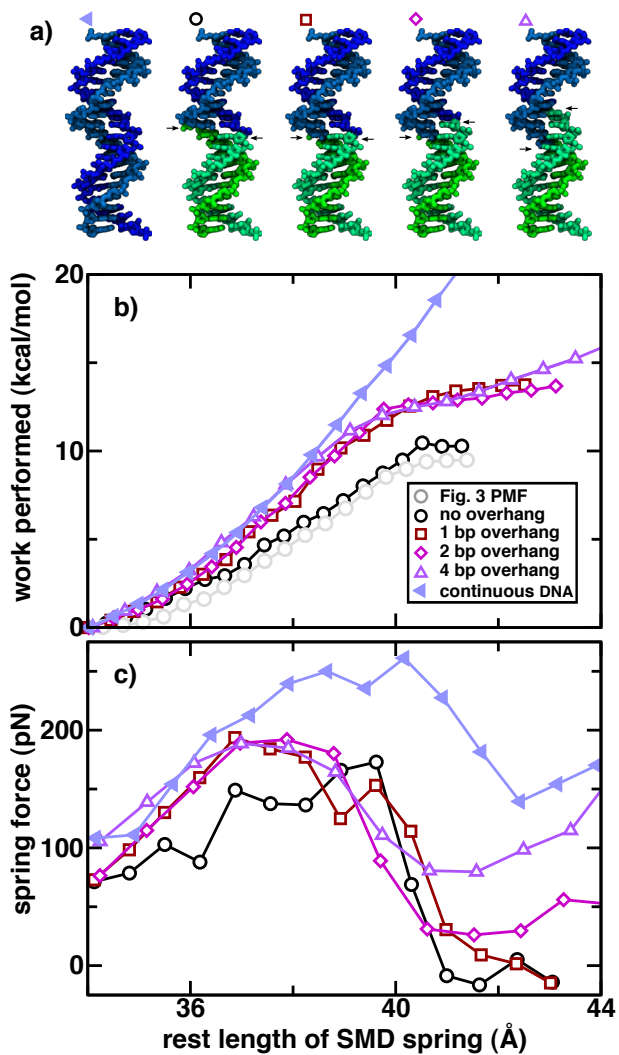 a)
20
b)
work performed (kcal/mol)
10
0
Fig. 3 PMF
no overhang
1 bp overhang
2 bp overhang
4 bp overhang
continuous DNA
c)
spring force (pN)
200
100
0
36
40
44
rest length of SMD spring (Å)